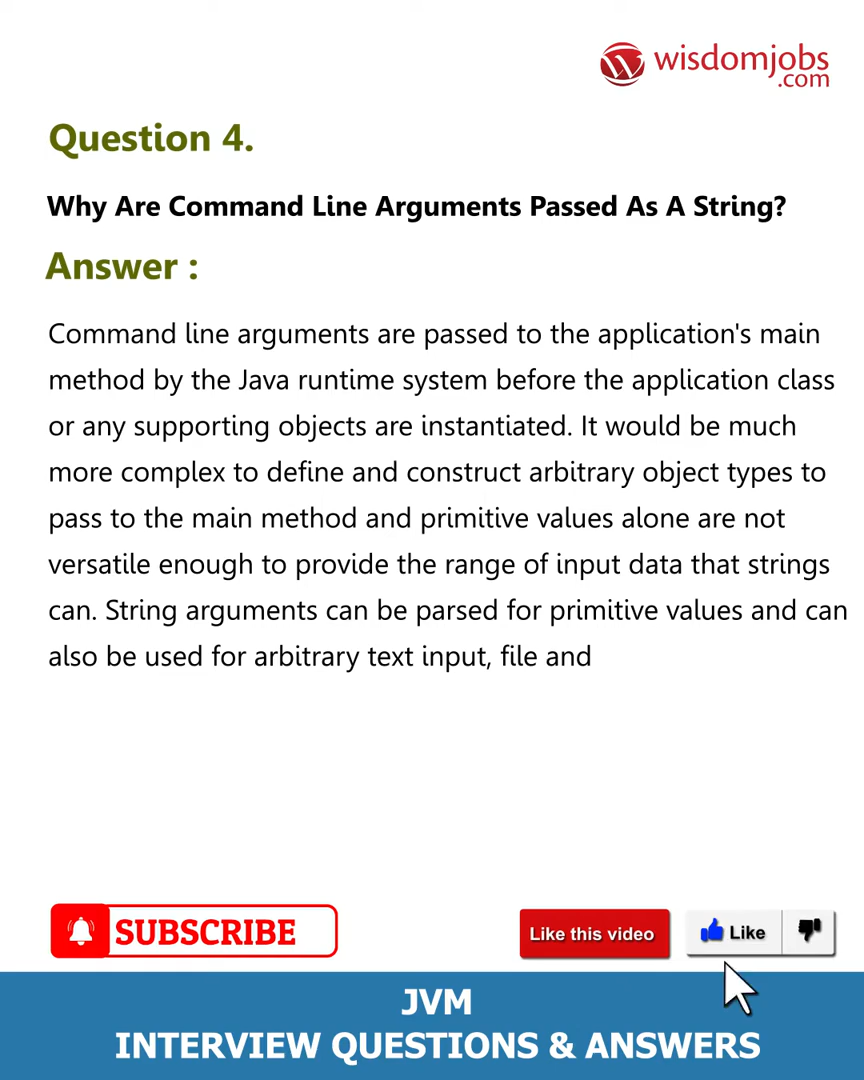 wisdomjobs
.com
Question 4.
Why Are Command Line Arguments Passed As A String?
Answer :
Command line arguments are passed to the application's main
method by the Java runtime system before the application class
or any supporting objects are instantiated. It would be much
more complex to define and construct arbitrary object types to
pass to the main method and primitive values alone are not
versatile enough to provide the range of input data that strings
can. String arguments can be parsed for primitive values and can
also be used for arbitrary text input, file and
SUBSCRIBE
Like this video
Like
JVM
INTERVIEW QUESTIONS & ANSWERS